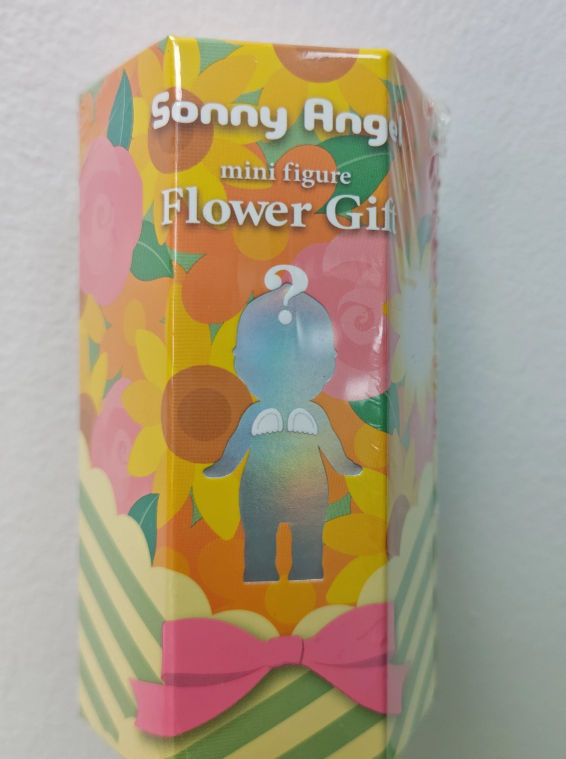 Sonny Angel
mini figure
Flower Gift
?